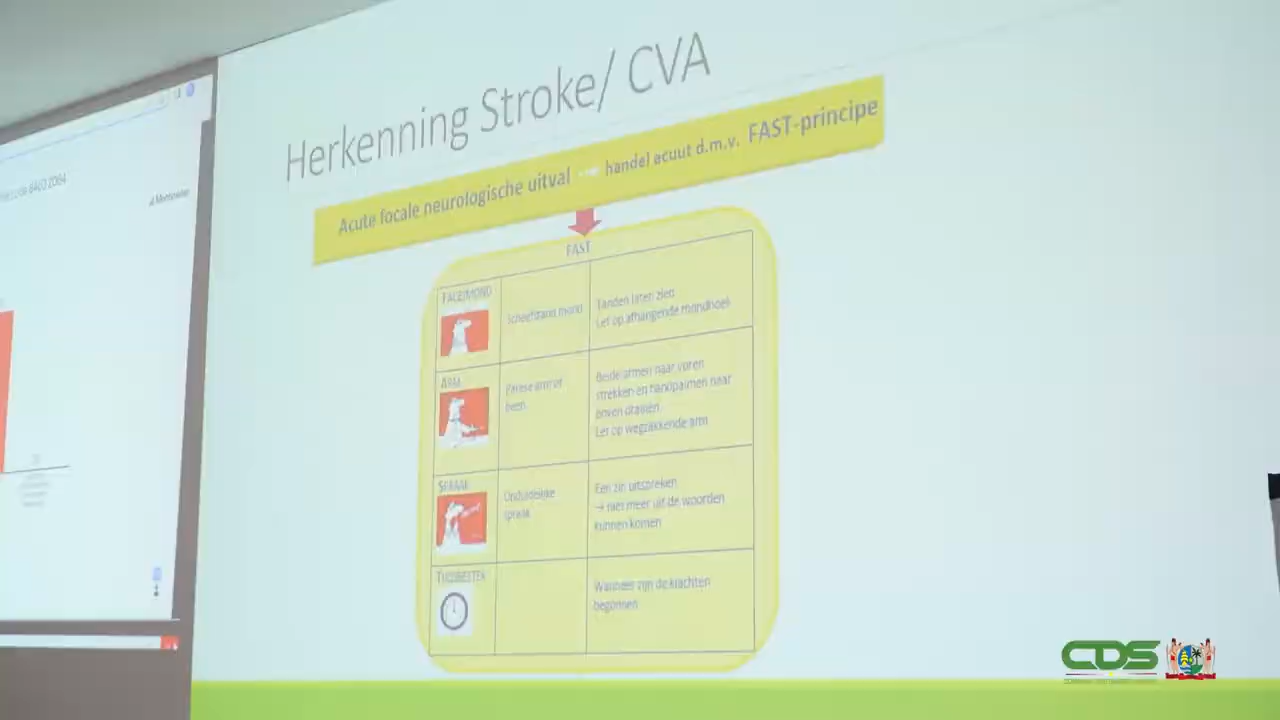 Herkenning Stroke/ CVA
Acute focale neurologische uitval → handel acuut d.m.v. FAST-principe
FAST
FACE/MOND
Scheefstand mond
Tanden laten zien
Let op afhangende mondhoek
ARM
Parese arm of
been
Beide armen naar voren
strekken en handpalmen naar
boven draaien
Let op wegzakkende arm
SPRAAK
Onduidelijke
spraak
Een zin uitspreken
→ niet meer uit de woorden
kunnen komen
TIJDSBESTEK
Wanneer zijn de klachten
begonnen
Mentimeter
CDS